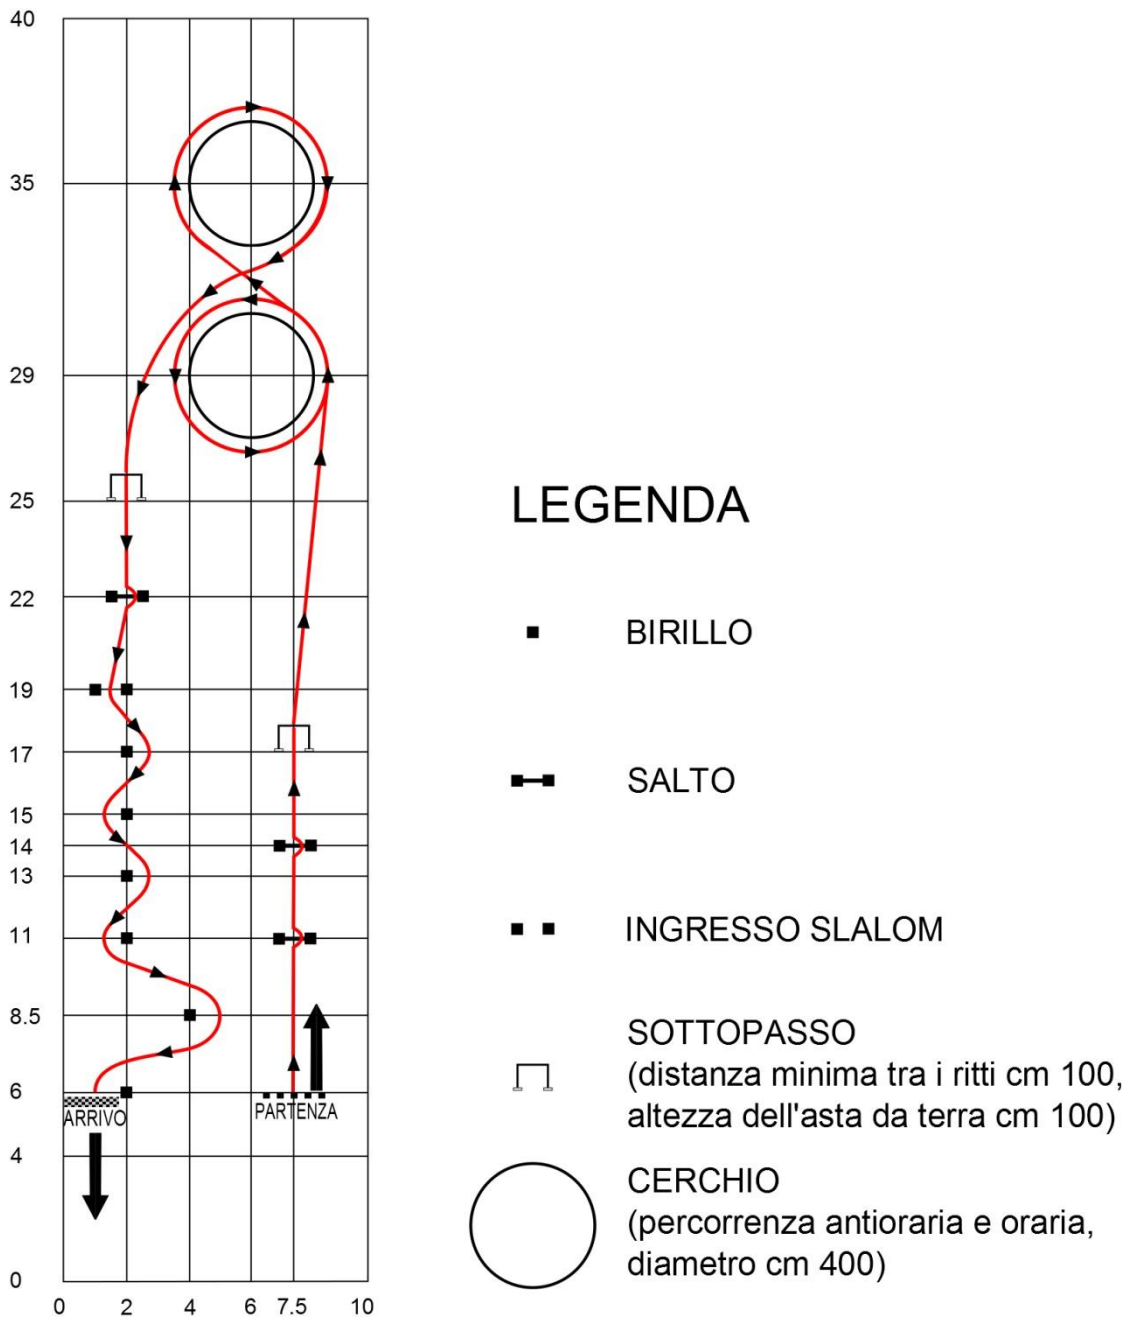 40
35
29
25
22
19
17
15
14
13
11
8.5
6
4
0
0 2 4 6 7.5 10
ARRIVO
PARTENZA
LEGENDA
BIRILLO
SALTO
INGRESSO SLALOM
SOTTOPASSO
(distanza minima tra i ritti cm 100,
altezza dell'asta da terra cm 100)
CERCHIO
(percorrenza antioraria e oraria,
diametro cm 400)